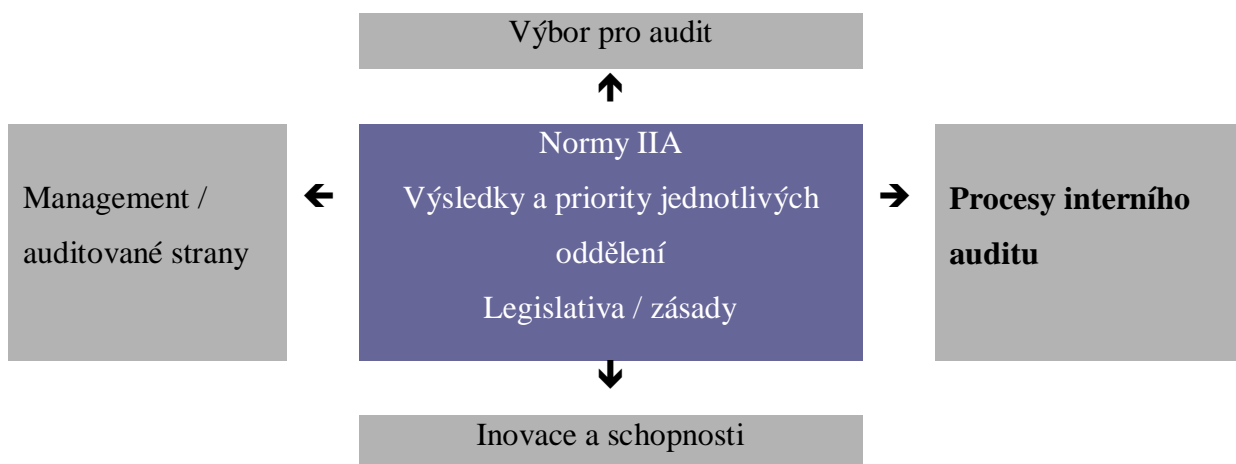 Výbor pro audit
Normy IIA
Výsledky a priority jednotlivých
oddělení
Legislativa / zásady
Management /
auditované strany
Procesy interního
auditu
Inovace a schopnosti